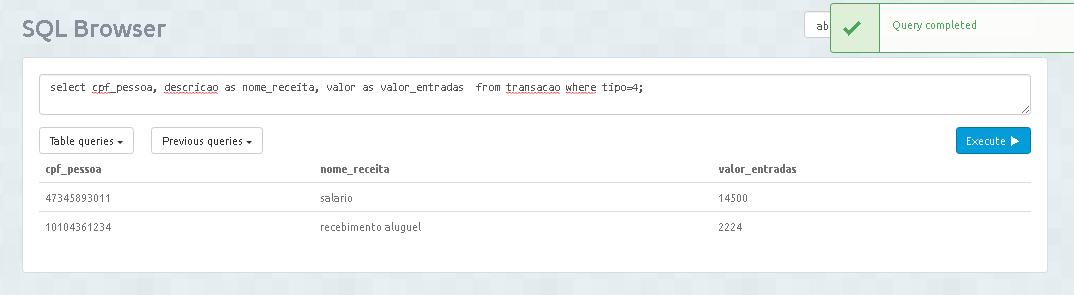 SQL Browser
ab
Query completed
select cpf_pessoa, descricao as nome_receita, valor as valor_entradas from transacao where tipo=4;
Table queries
Previous queries
Execute
cpf_pessoa nome_receita valor_entradas
47345893011 salario 14500
10104361234 recebimento aluguel 2224